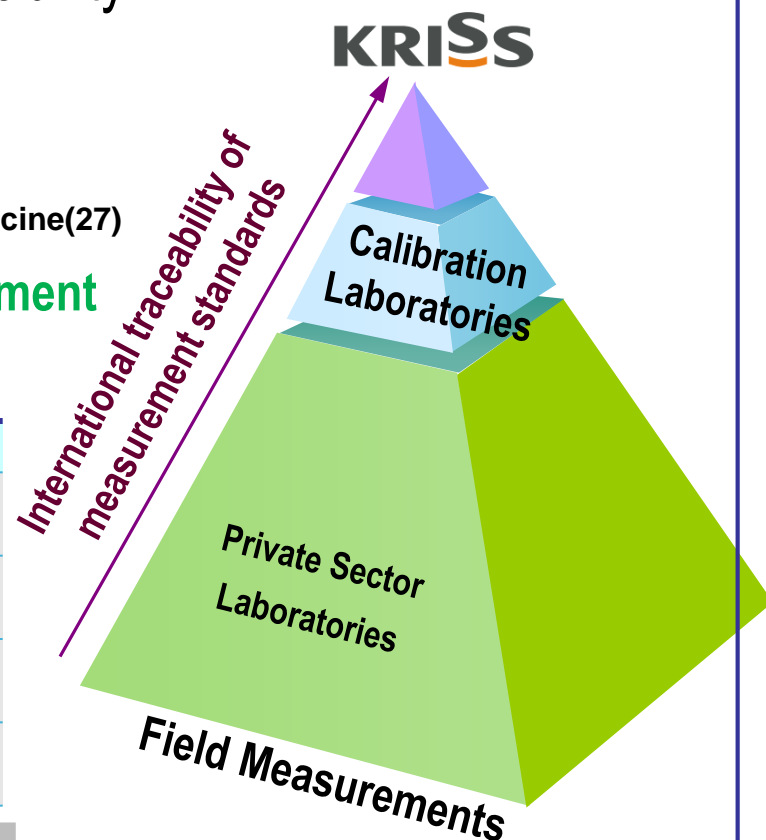 KRISS
International traceability of
measurement standards
cine(27)
ment
Calibration
Laboratories
Private Sector
Laboratories
Field Measurements